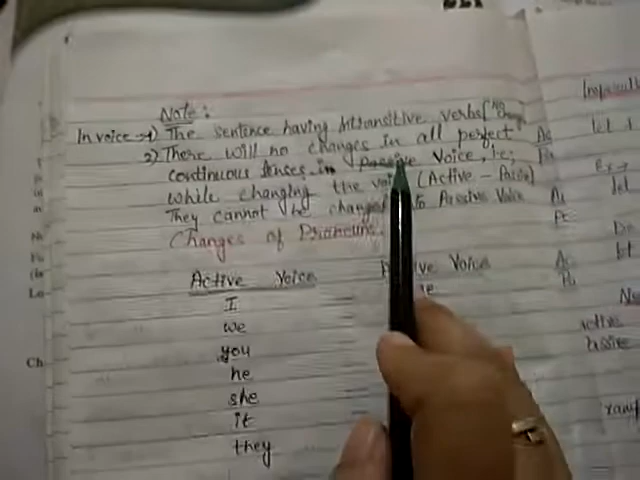 Note:
In voice → 1) The sentence having Intransitive verbs
2) There will no changes in all perfect
continuous tenses in passive Voice, i.e;
while changing the (Active - Passive)
They cannot be changed to Passive Voice
Changes of Pronouns
Active Voice Voice
I
we
you
he
she
it
they
let
Ch